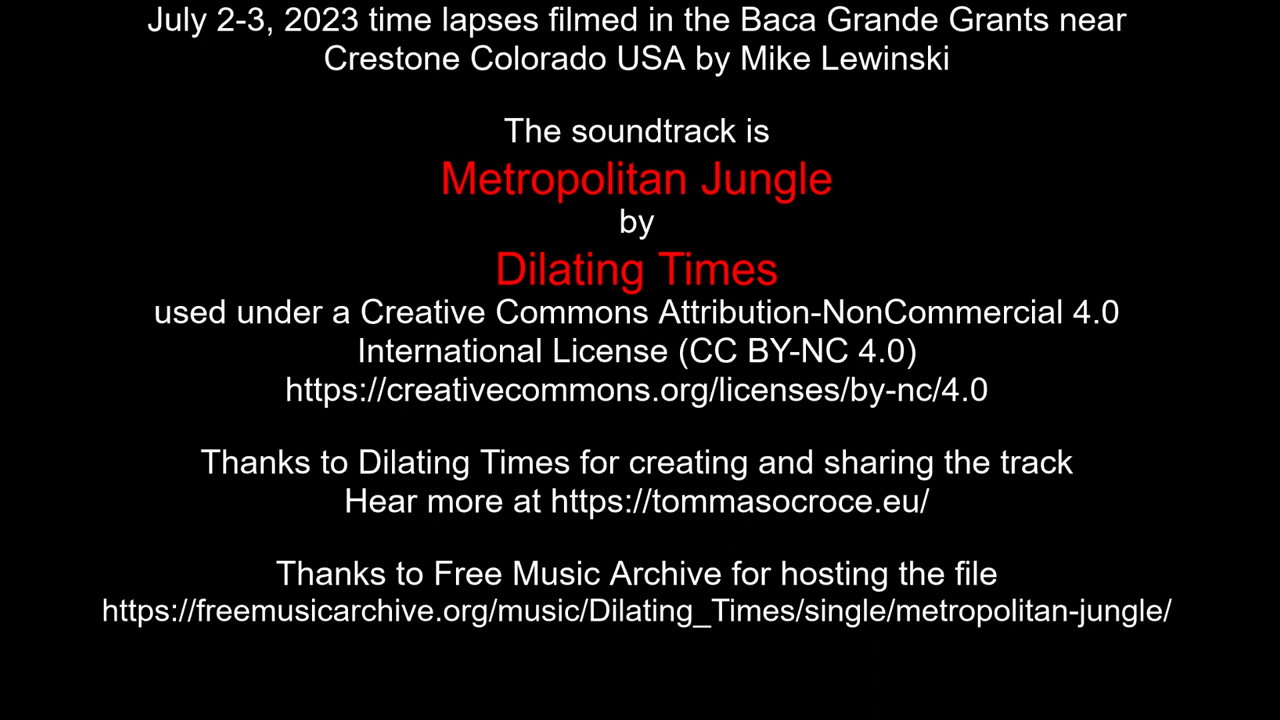 July 2-3, 2023 time lapses filmed in the Baca Grande Grants near
Crestone Colorado USA by Mike Lewinski
The soundtrack is
Metropolitan Jungle
by
Dilating Times
used under a Creative Commons Attribution-NonCommercial 4.0
International License (CC BY-NC 4.0)
https://creativecommons.org/licenses/by-nc/4.0
Thanks to Dilating Times for creating and sharing the track
Hear more at https://tommasocroce.eu/
Thanks to Free Music Archive for hosting the file
https://freemusicarchive.org/music/Dilating_Times/single/metropolitan-jungle/